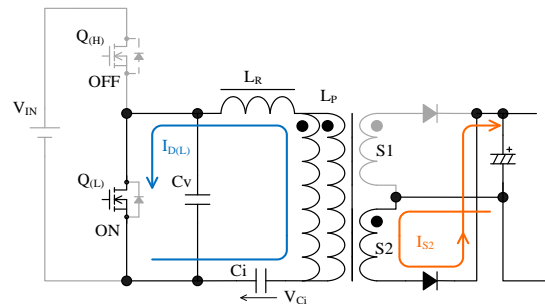 Q(H)
OFF
VIN
LR
LP
ID(L)
S1
+
Q(L)
Cv
ON
S2
IS2
Ci
VCi